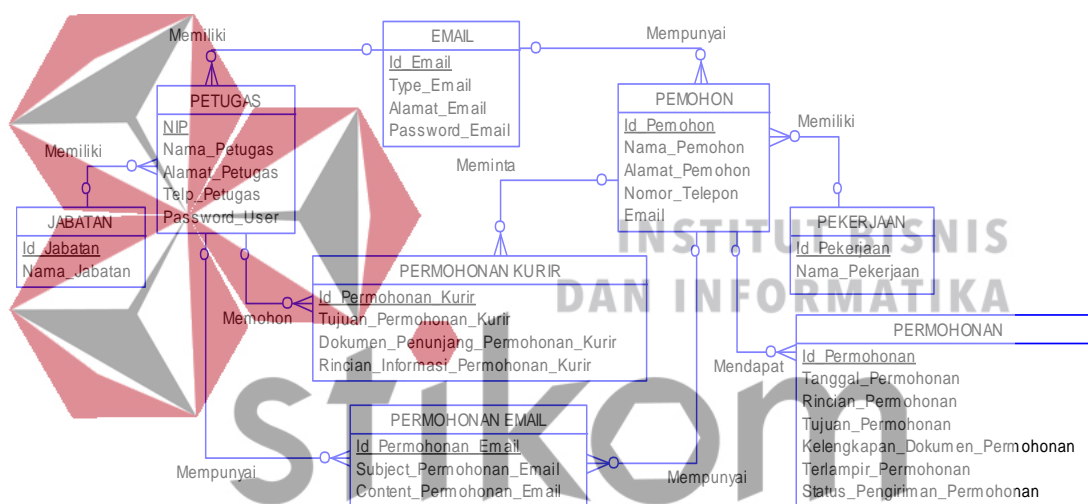 Memiliki
EMAIL
Id_Email
Type_Email
Alamat_Email
Password_Email
Mempunyai
PETUGAS
NIP
Nama_Petugas
Alamat_Petugas
Telp_Petugas
Password_User
PEMOHON
Id_Pemohon
Nama_Pemohon
Alamat_Pemohon
Nomor_Telepon
Email
Memiliki
Memiliki
Meminta
JABATAN
Id_Jabatan
Nama_Jabatan
PEKERJAAN
Id_Pekerjaan
Nama_Pekerjaan
INSTITUT BISNIS
DAN INFORMATIKA
PERMOHONAN KURIR
Id_Permohonan_Kurir
Tujuan_Permohonan_Kurir
Dokumen_Penunjang_Permohonan_Kurir
Rincian_Informasi_Permohonan_Kurir
Memohon
PERMOHONAN
Id_Permohonan
Tanggal_Permohonan
Rincian_Permohonan
Tujuan_Permohonan
Kelengkapan_Dokumen_Permohonan
Terlampir_Permohonan
Status_Pengiriman_Permohonan
Mendapat
stikom
PERMOHONAN EMAIL
Id_Permohonan_Email
Subject_Permohonan_Email
Content_Permohonan_Email
Mempunyai
Mempunyai